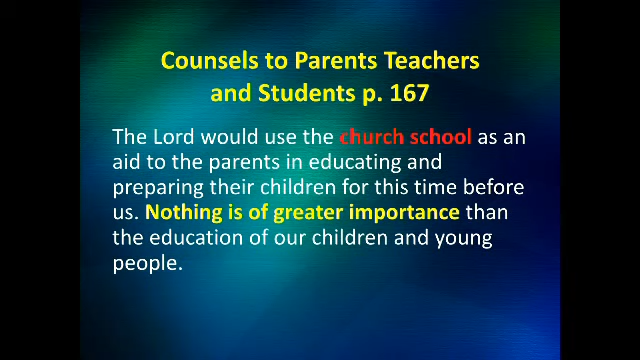 Counsels to Parents Teachers
and Students p. 167
The Lord would use the church school as an
aid to the parents in educating and
preparing their children for this time before
us. Nothing is of greater importance than
the education of our children and young
people.